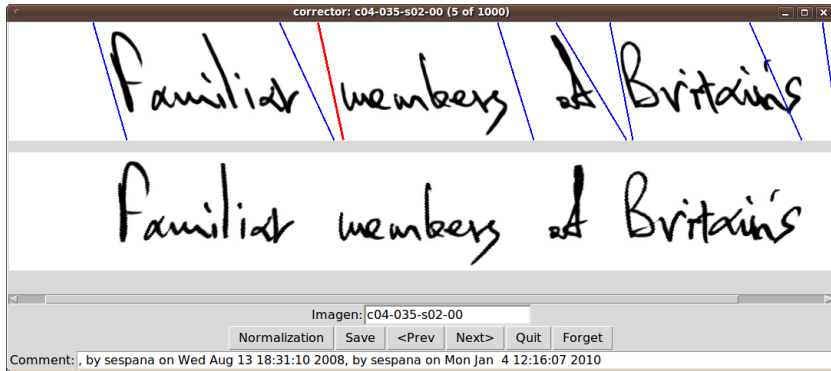 corrector: c04-035-s02-00 (5 of 1000)
Familiar members of Britain's
Familiar members of Britain's
Imagen: c04-035-s02-00
Normalization Save <Prev Next> Quit Forget
Comment: , by sespana on Wed Aug 13 18:31:10 2008, by sespana on Mon Jan 4 12:16:07 2010